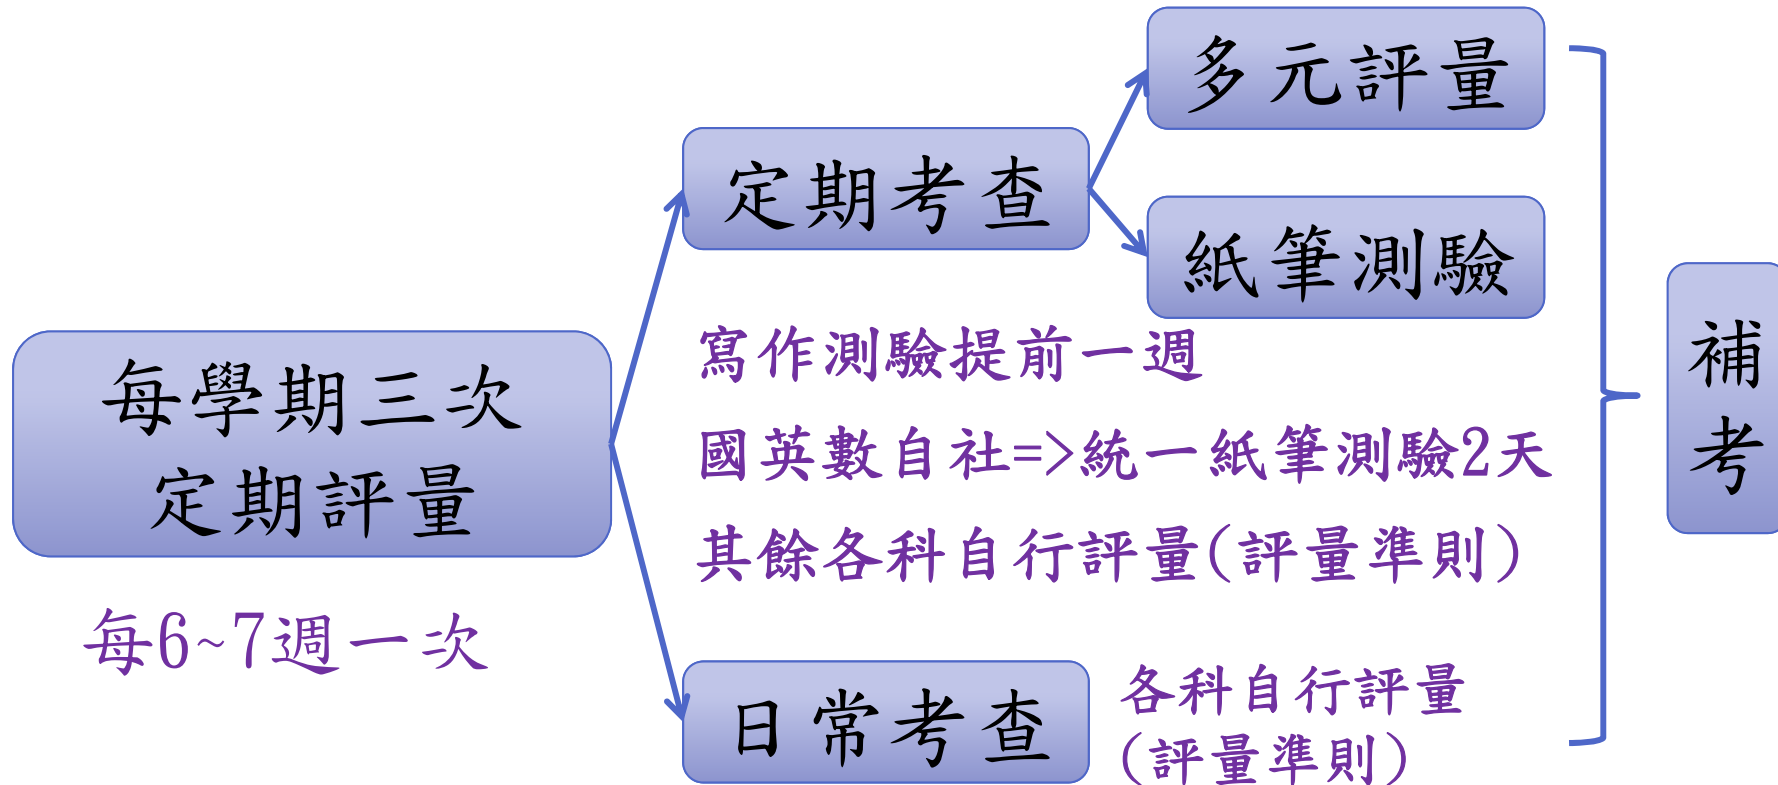 每學期三次
定期評量
每6~7週一次
定期考查
多元評量
紙筆測驗
寫作測驗提前一週
國英數自社=>統一紙筆測驗2天
其餘各科自行評量(評量準則)
日常考查
各科自行評量
(評量準則)
補
考